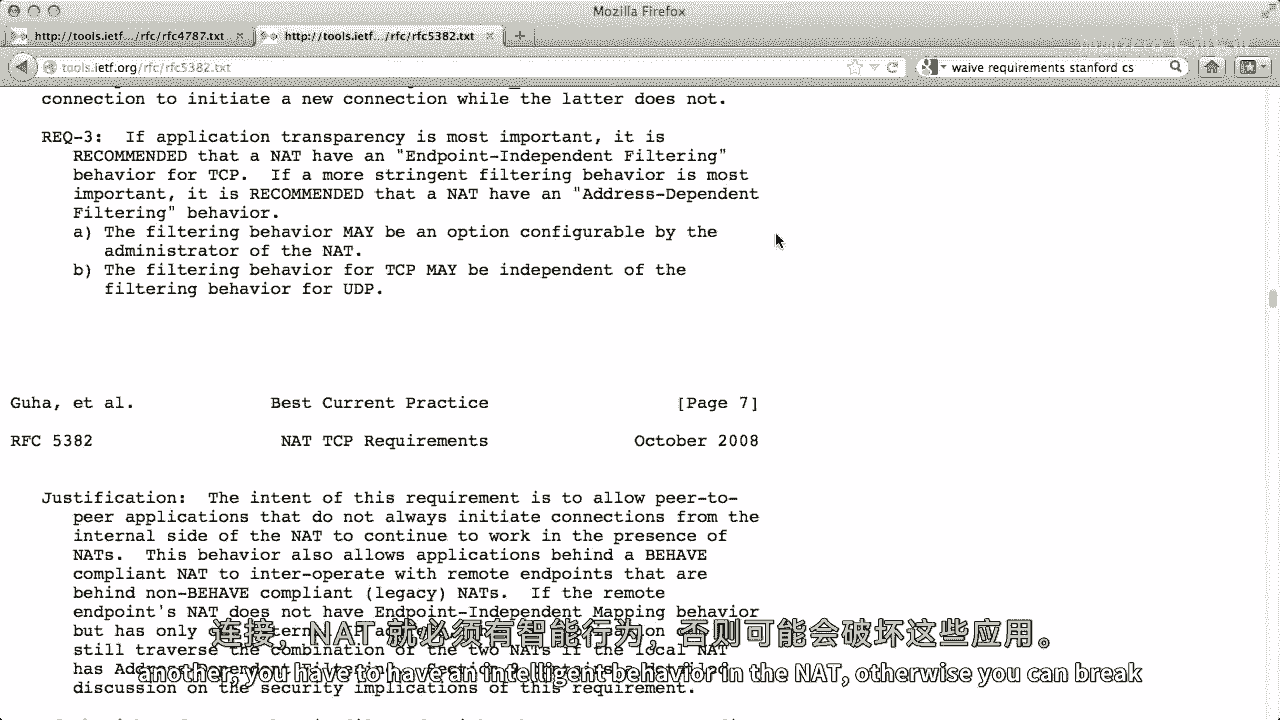 Mozilla Firefox
http://tools.ietf.../rfc/rfc4787.txt
http://tools.ietf.../rfc/rfc5382.txt
tools.ietf.org/rfc/rfc5382.txt
waive requirements stanford cs
connection to initiate a new connection while the latter does not.
REQ-3: If application transparency is most important, it is
RECOMMENDED that a NAT have an "Endpoint-Independent Filtering"
behavior for TCP. If a more stringent filtering behavior is most
important, it is RECOMMENDED that a NAT have an "Address-Dependent
Filtering" behavior.
a) The filtering behavior MAY be an option configurable by the
administrator of the NAT.
b) The filtering behavior for TCP MAY be independent of the
filtering behavior for UDP.
Guha, et al. Best Current Practice [Page 7]
RFC 5382 NAT TCP Requirements October 2008
Justification: The intent of this requirement is to allow peer-to-
peer applications that do not always initiate connections from the
internal side of the NAT to continue to work in the presence of
NATs. This behavior also allows applications behind a BEHAVE
compliant NAT to inter-operate with remote endpoints that are
behind non-BEHAVE compliant (legacy) NATs. If the remote
endpoint's NAT does not have Endpoint-Independent Mapping behavior
but has only
still traverse the combination of the two NATs if the local NAT
has
discussion on the security implications of this requirement.
连接，NAT 就必须有智能行为，否则可能会破坏这些应用。
another, you have to have an intelligent behavior in the NAT, otherwise you can break